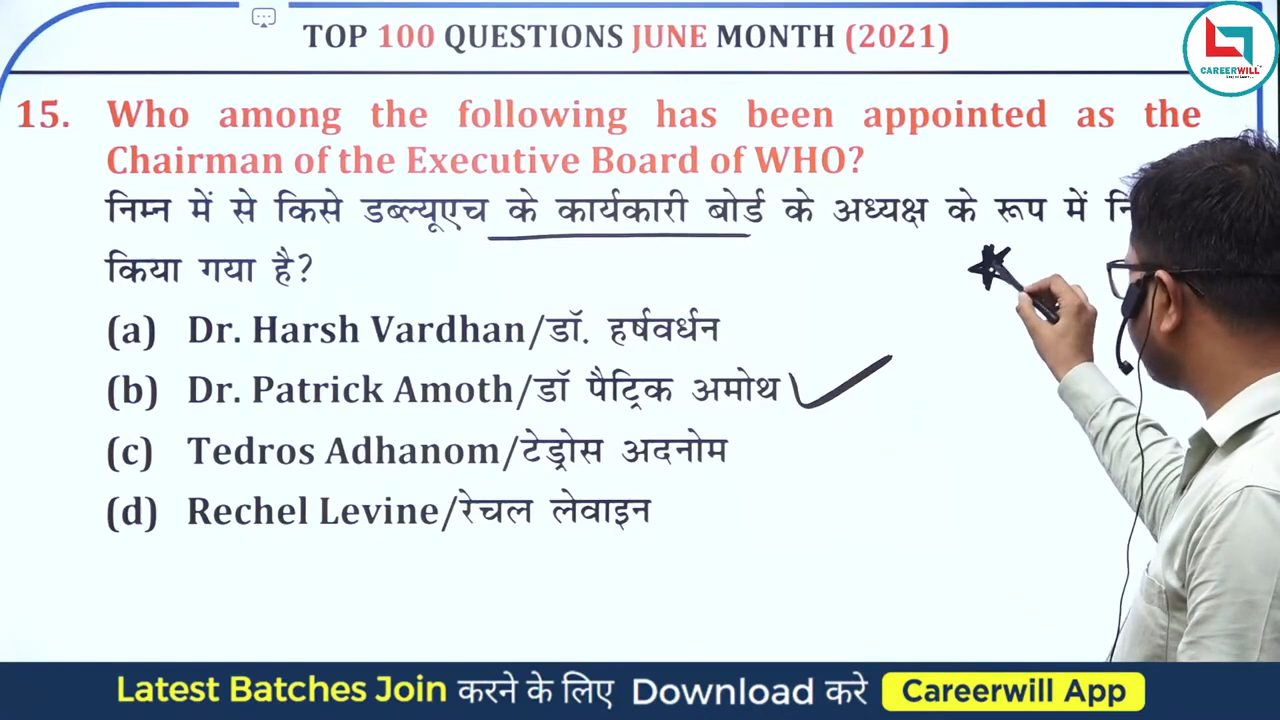 TOP 100 QUESTIONS JUNE MONTH (2021)
CAREERWILL
15. Who among the following has been appointed as the
Chairman of the Executive Board of WHO?
निम्न में से किसे डब्ल्यूएच के कार्यकारी बोर्ड के अध्यक्ष के रूप में
किया गया है?
(a) Dr. Harsh Vardhan/डॉ. हर्षवर्धन
(b) Dr. Patrick Amoth/डॉ पैट्रिक अमोथ
(c) Tedros Adhanom/टेड्रोस अदनोम
(d) Rechel Levine/रेचल लेवाइन
Latest Batches Join करने के लिए Download करे Careerwill App